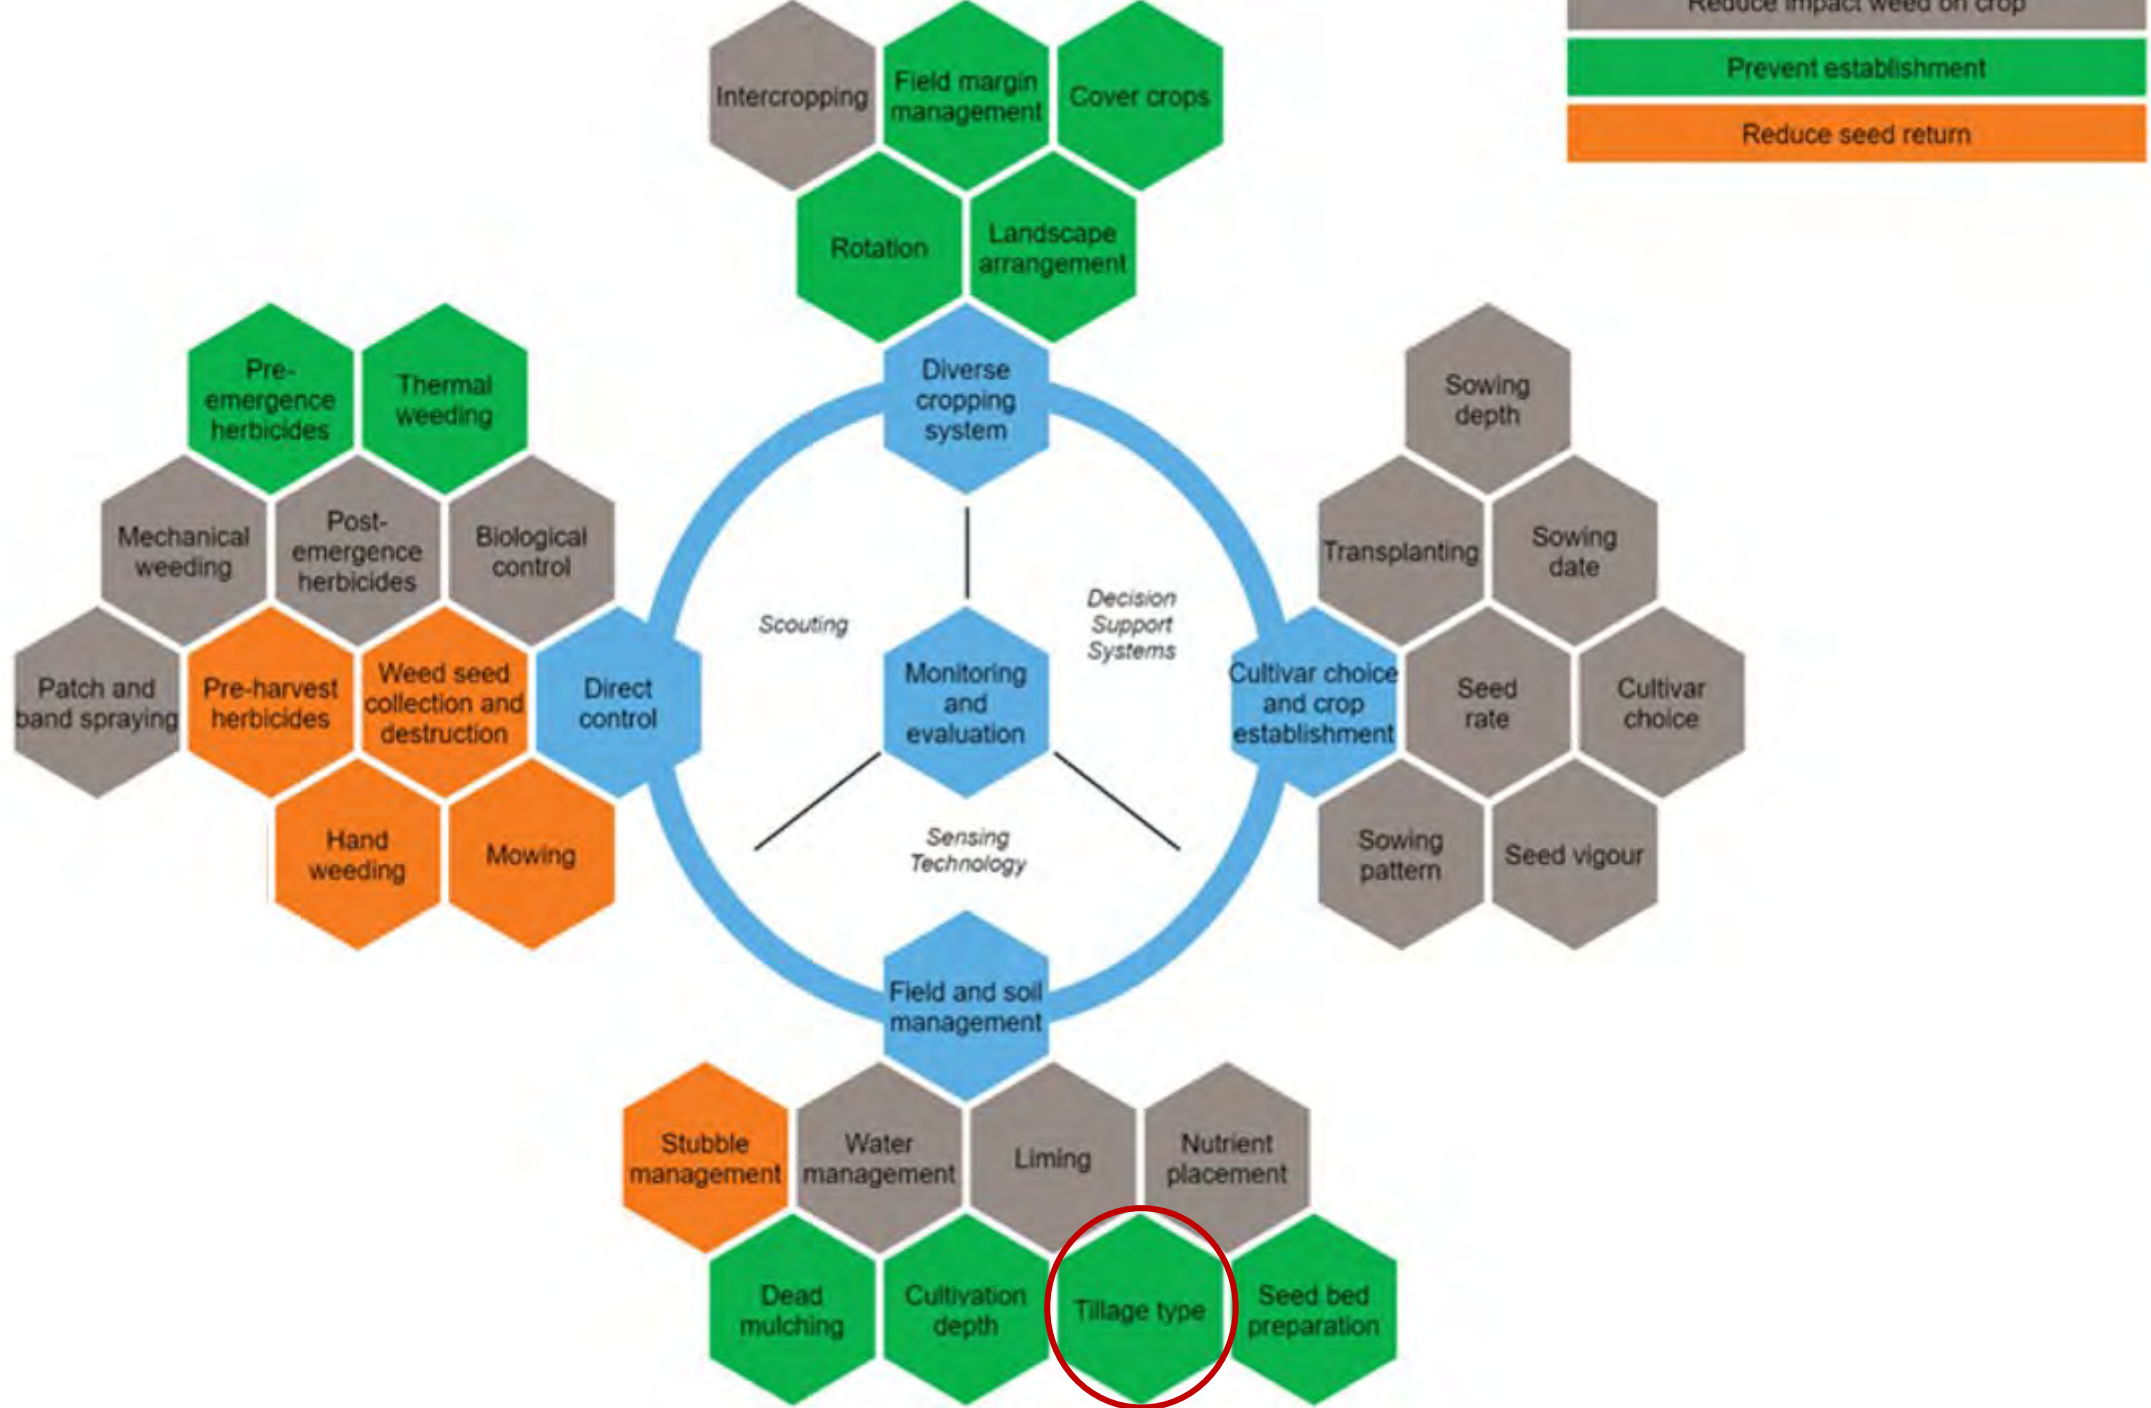 Reduce impact weed on crop
Prevent establishment
Reduce seed return
Intercropping
Field margin
management
Cover crops
Rotation
Landscape
arrangement
Diverse
cropping
system
Pre-
emergence
herbicides
Thermal
weeding
Mechanical
weeding
Post-
emergence
herbicides
Biological
control
Patch and
band spraying
Pre-harvest
herbicides
Weed seed
collection and
destruction
Direct
control
Hand
weeding
Mowing
Scouting
Decision
Support
Systems
Monitoring
and
evaluation
Sensing
Technology
Sowing
depth
Transplanting
Sowing
date
Cultivar choice
and crop
establishment
Seed
rate
Cultivar
choice
Sowing
pattern
Seed vigour
Field and soil
management
Stubble
management
Water
management
Liming
Nutrient
placement
Dead
mulching
Cultivation
depth
Tillage type
Seed bed
preparation